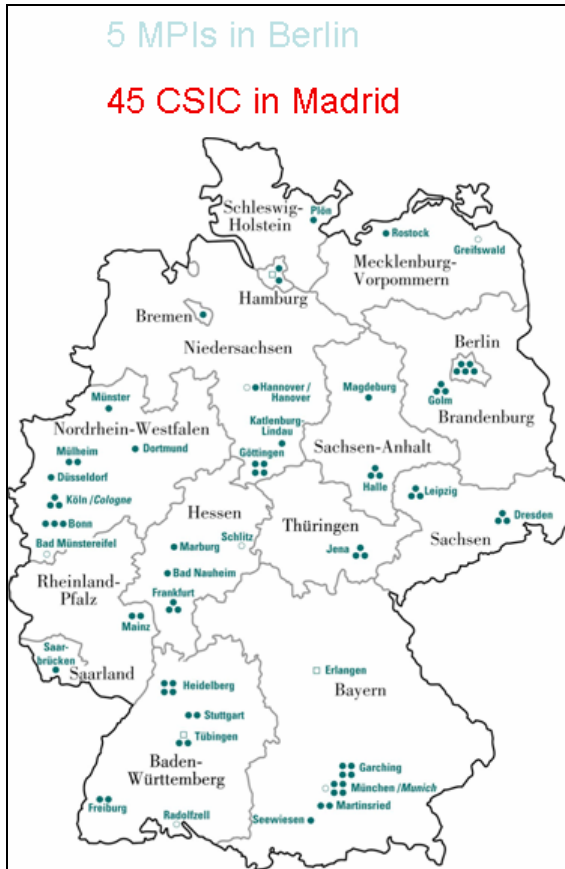 5 MPIs in Berlin
45 CSIC in Madrid
Schleswig-
Holstein
Plön
Rostock
Greifswald
Mecklenburg-
Vorpommern
Hamburg
Bremen
Niedersachsen
Berlin
Golm
Brandenburg
Hannover /
Hanover
Magdeburg
Münster
Nordrhein-Westfalen
Dortmund
Katlenburg-
Lindau
Göttingen
Sachsen-Anhalt
Halle
Mülheim
Düsseldorf
Köln /Cologne
Bonn
Bad Münstereifel
Hessen
Schlitz
Marburg
Bad Nauheim
Frankfurt
Thüringen
Jena
Leipzig
Dresden
Sachsen
Rheinland-
Pfalz
Mainz
Saar-
brücken
Saarland
Heidelberg
Stuttgart
Tübingen
Baden-
Württemberg
Freiburg
Radolfzell
Erlangen
Bayern
Garching
München /Munich
Martinsried
Seewiesen